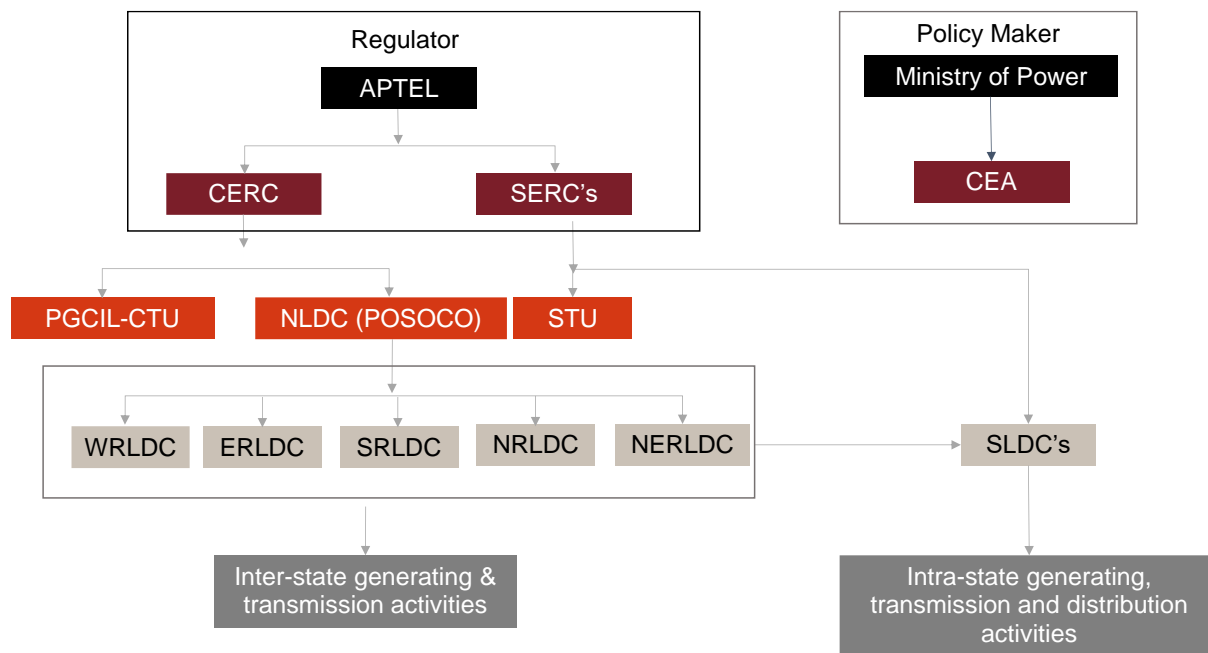 Regulator
Policy Maker
APTEL
Ministry of Power
CERC
SERC's
CEA
PGCIL-CTU
NLDC (POSOCO)
STU
WRLDC
ERLDC
SRLDC
NRLDC
NERLDC
SLDC's
Inter-state generating &
transmission activities
Intra-state generating,
transmission and distribution
activities